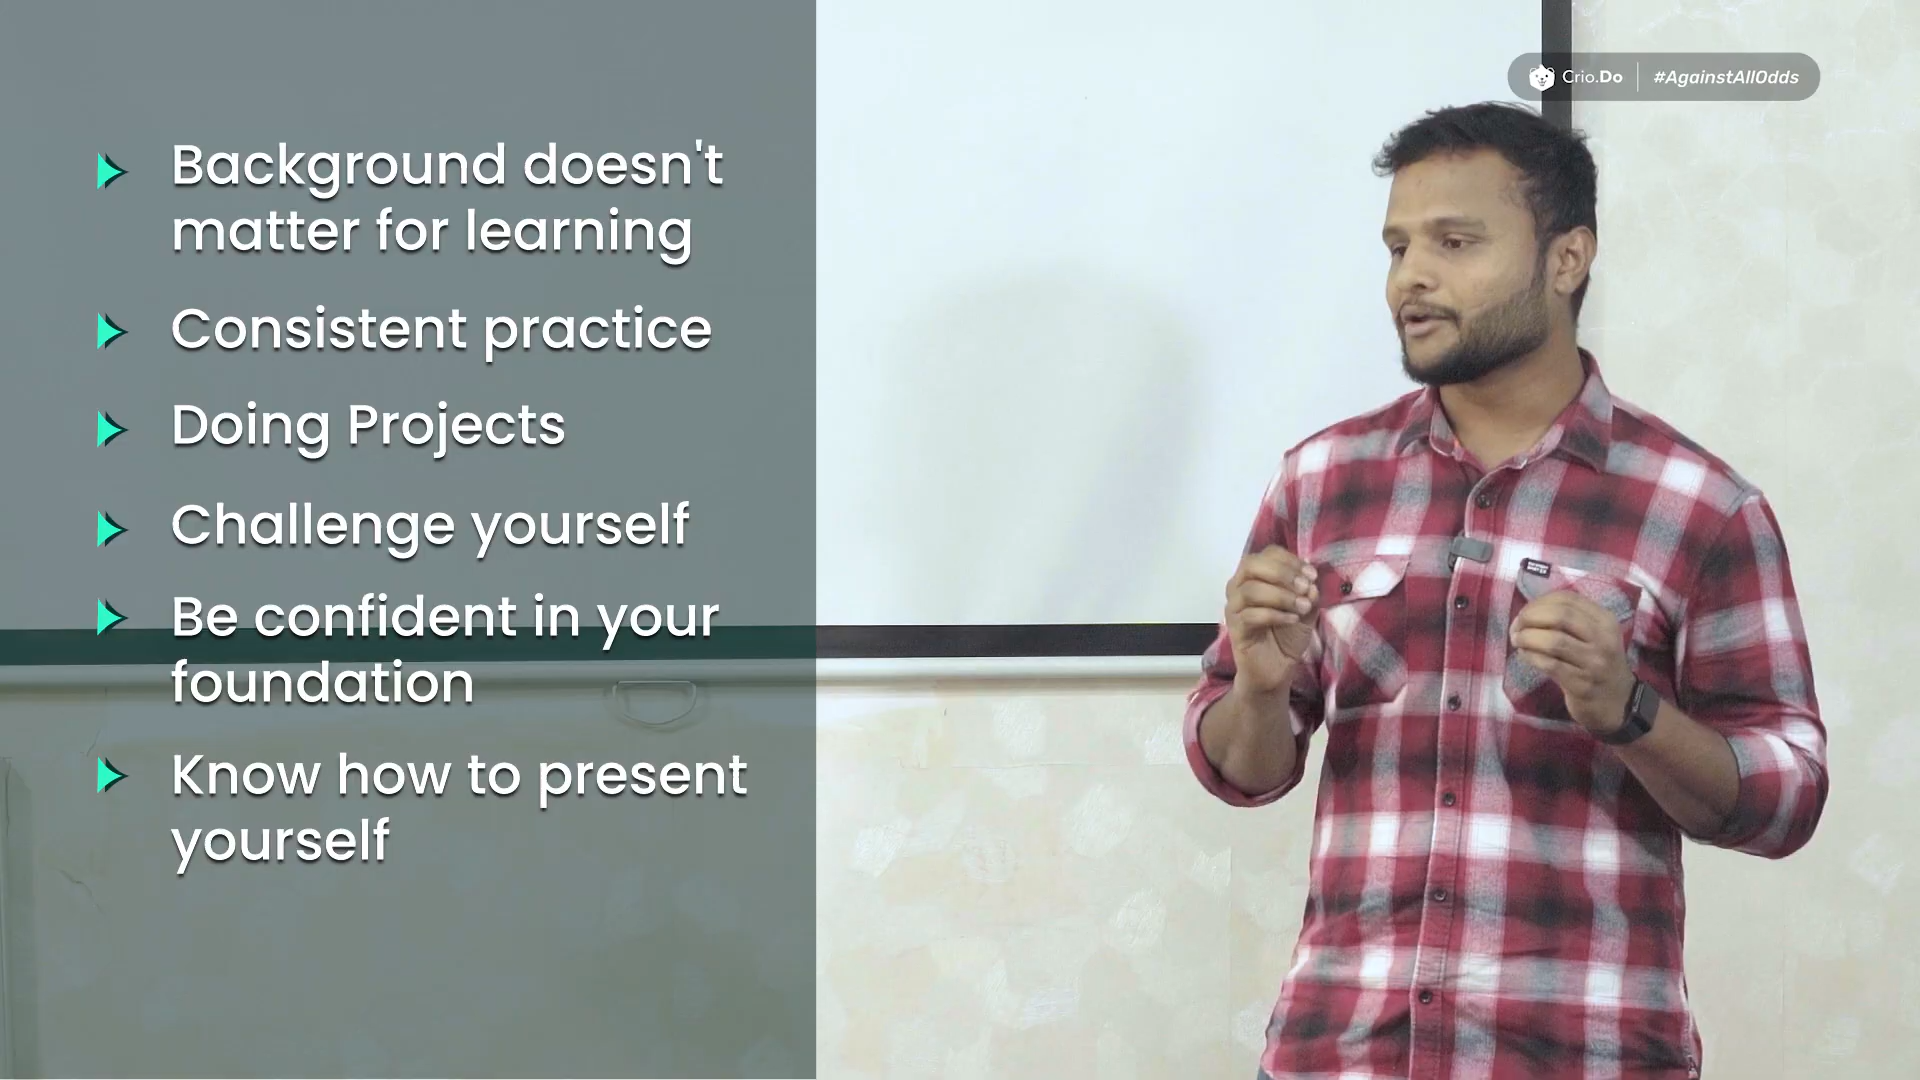 Crio.Do | #AgainstAllOdds
Background doesn't
matter for learning
Consistent practice
Doing Projects
Challenge yourself
Be confident in your
foundation
Know how to present
yourself